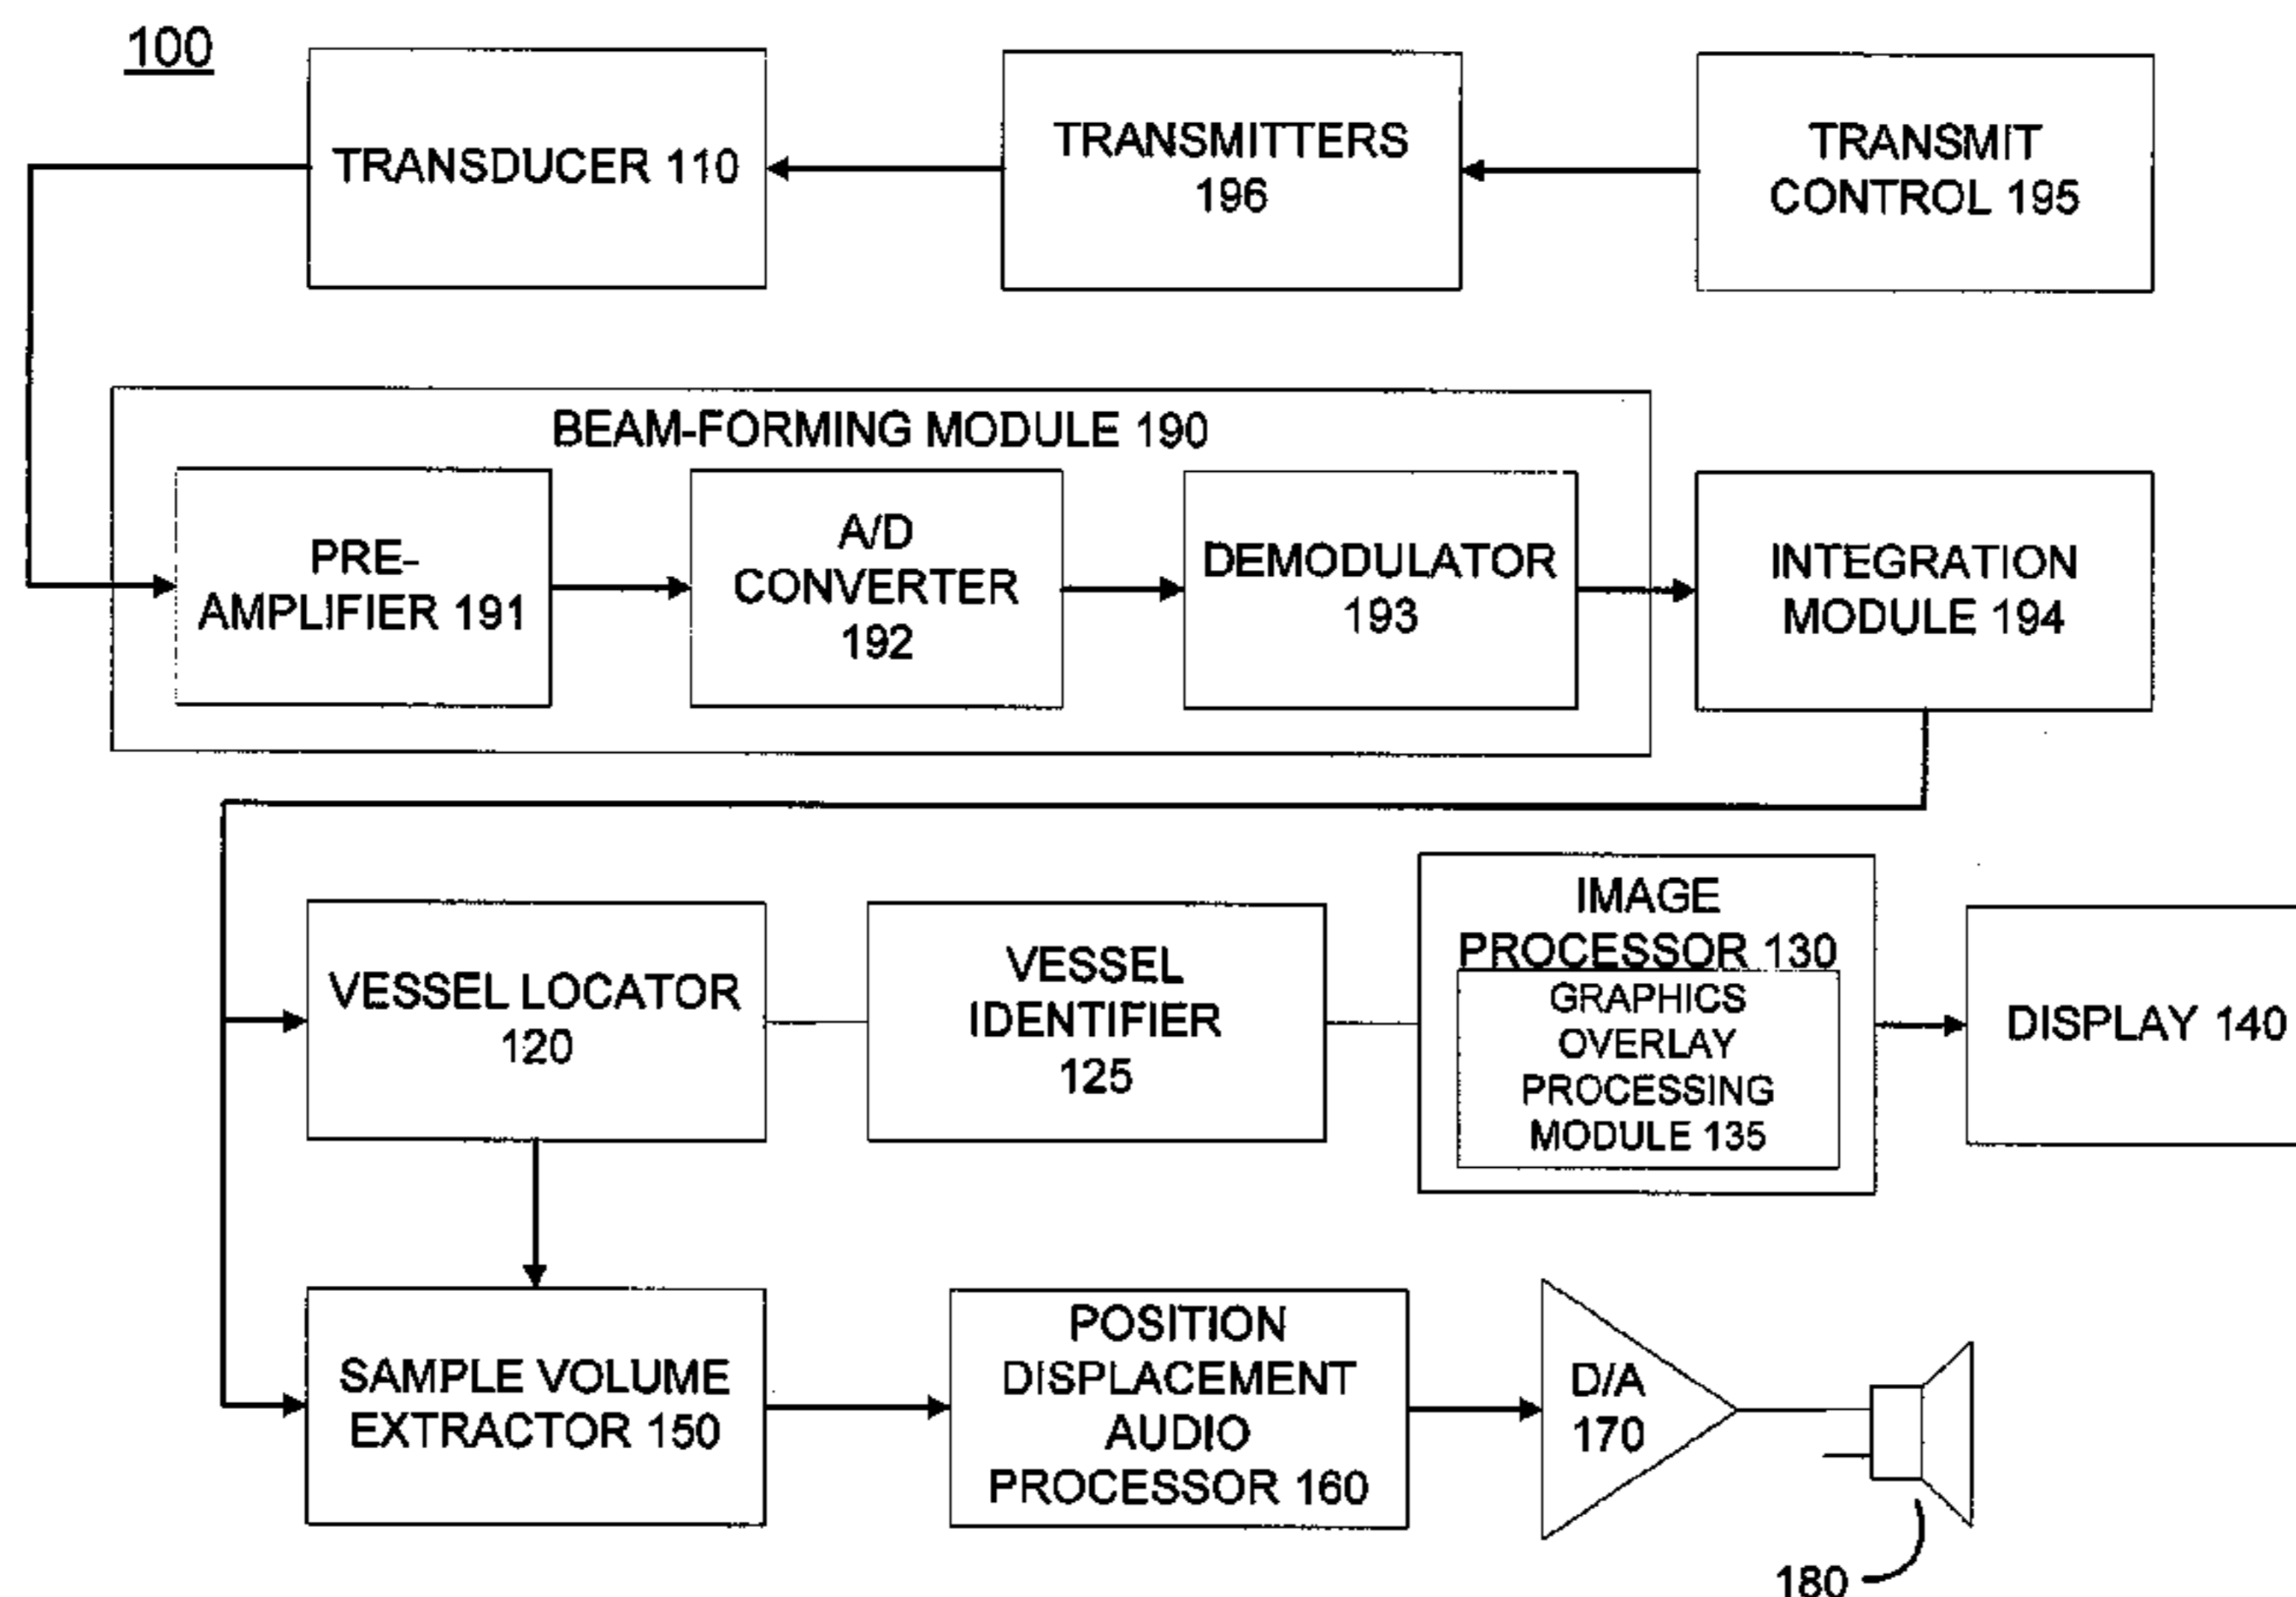 100
TRANSDUCER 110
TRANSMITTERS
196
TRANSMIT
CONTROL 195
BEAM-FORMING MODULE 190
PRE-
AMPLIFIER 191
A/D
CONVERTER
192
DEMODULATOR
193
INTEGRATION
MODULE 194
VESSEL LOCATOR
120
VESSEL
IDENTIFIER
125
IMAGE
PROCESSOR 130
GRAPHICS
OVERLAY
PROCESSING
MODULE 135
DISPLAY 140
SAMPLE VOLUME
EXTRACTOR 150
POSITION
DISPLACEMENT
AUDIO
PROCESSOR 160
D/A
170
180